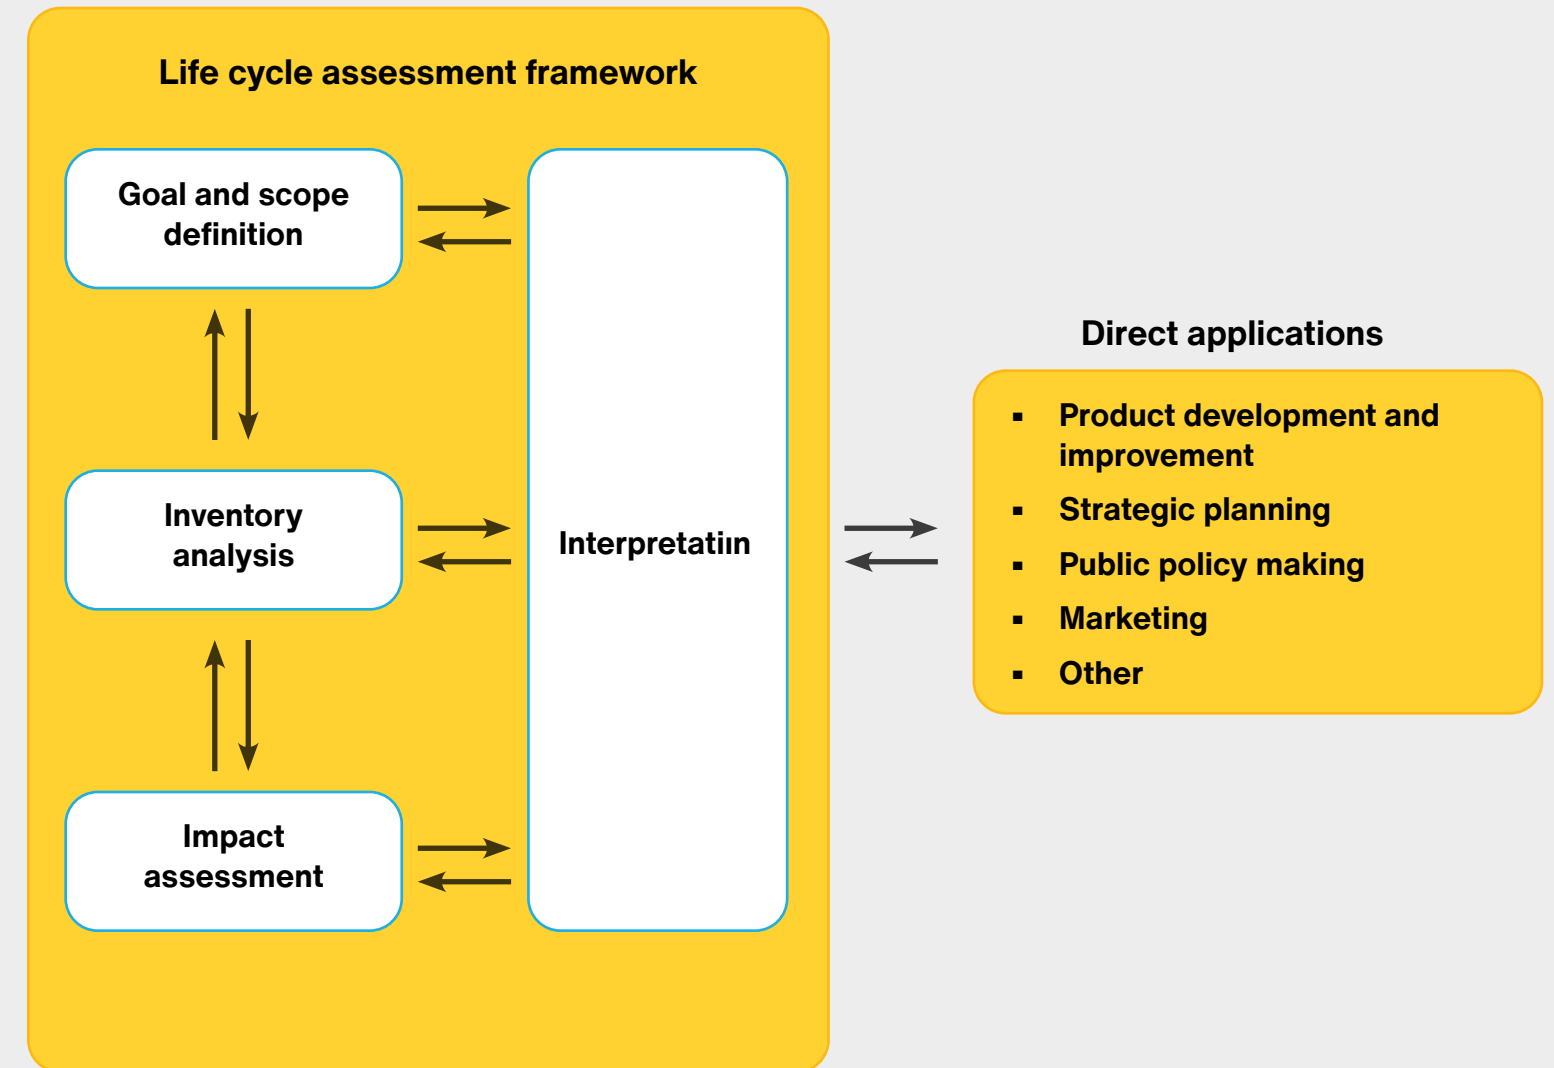 Life cycle assessment framework
Goal and scope
definition
Inventory
analysis
Impact
assessment
Interpretatiın
Direct applications
▪ Product development and
improvement
▪ Strategic planning
▪ Public policy making
▪ Marketing
▪ Other